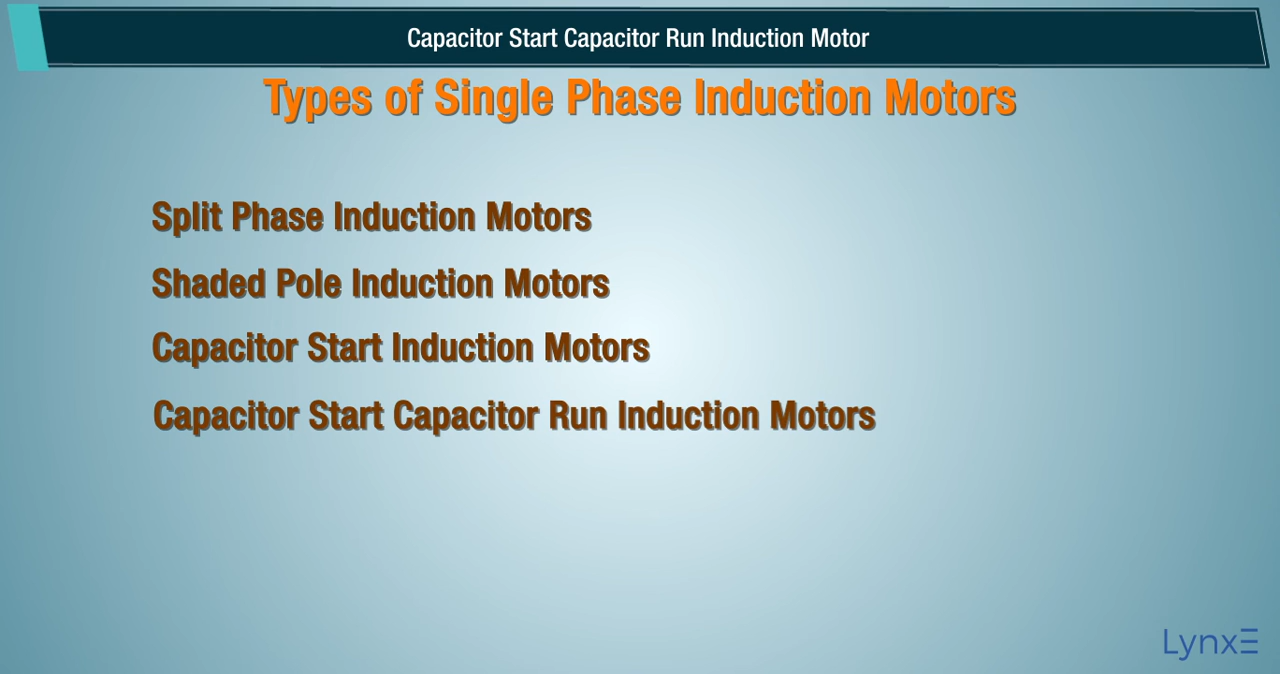 Capacitor Start Capacitor Run Induction Motor
Types of Single Phase Induction Motors
Split Phase Induction Motors
Shaded Pole Induction Motors
Capacitor Start Induction Motors
Capacitor Start Capacitor Run Induction Motors
LynxE